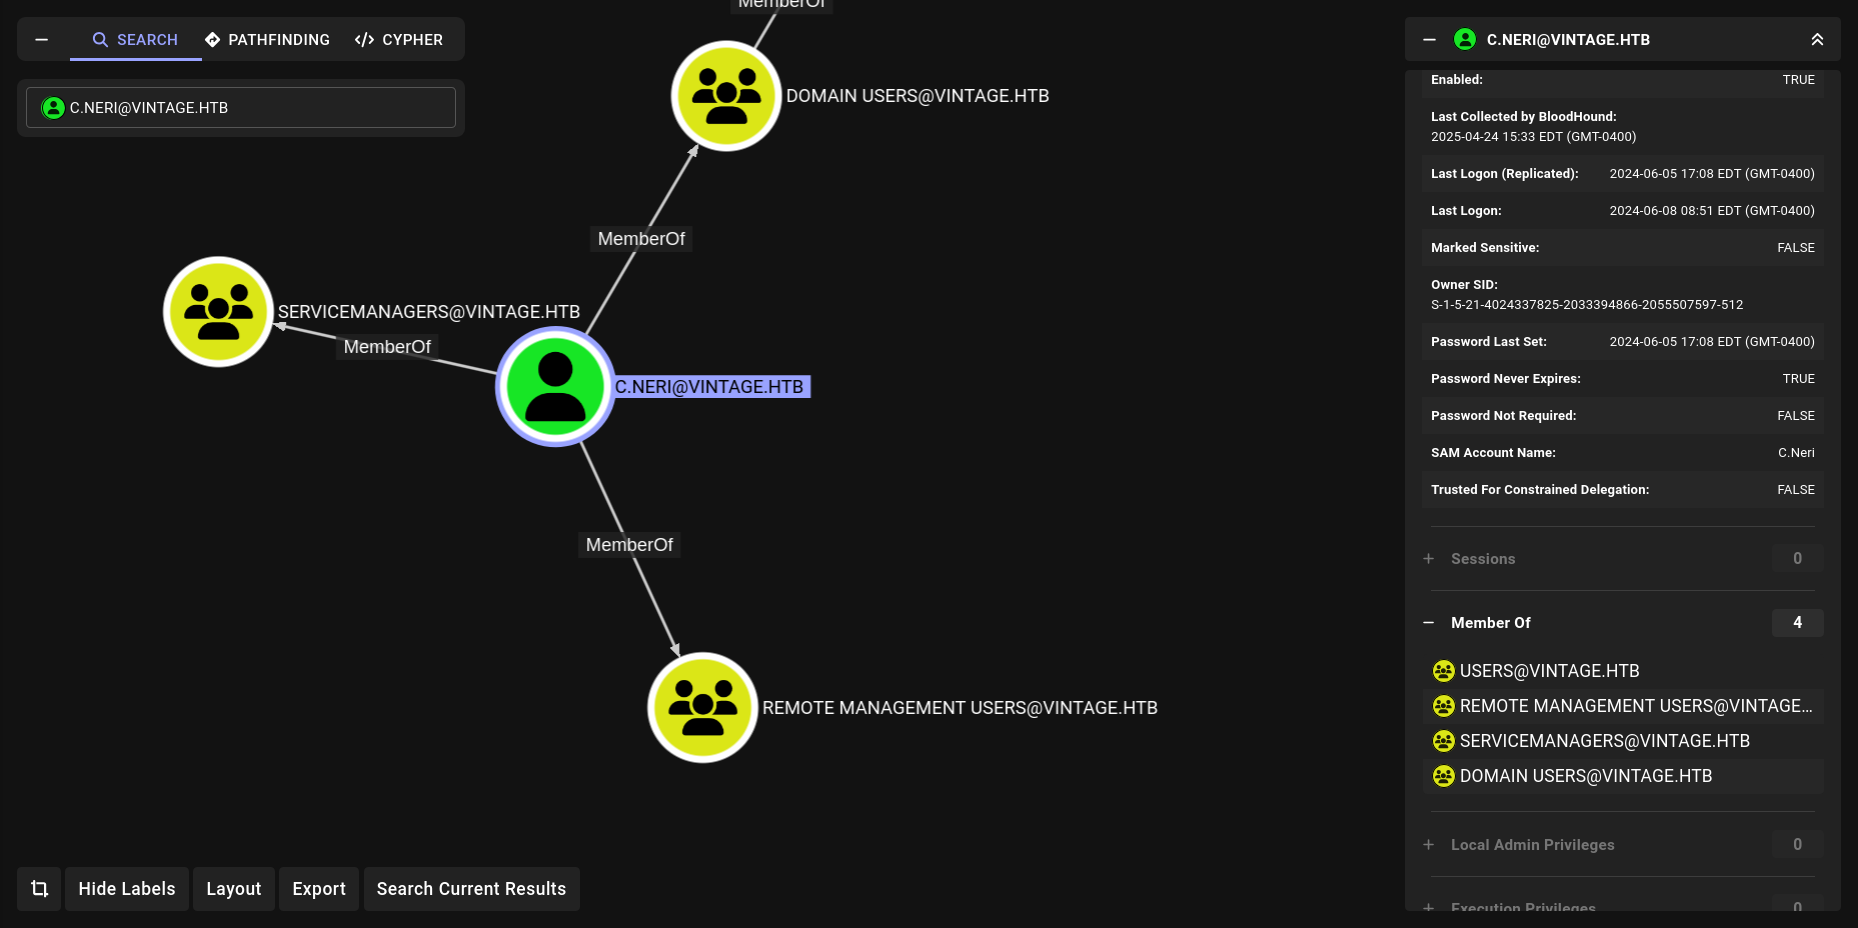 SEARCH
PATHFINDING
CYPHER
C.NERI@VINTAGE.HTB
MemberOf
DOMAIN USERS@VINTAGE.HTB
MemberOf
SERVICEMANAGERS@VINTAGE.HTB
MemberOf
C.NERI@VINTAGE.HTB
MemberOf
REMOTE MANAGEMENT USERS@VINTAGE.HTB
Hide Labels
Layout
Export
Search Current Results
C.NERI@VINTAGE.HTB
Enabled: TRUE
Last Collected by BloodHound:
2025-04-24 15:33 EDT (GMT-0400)
Last Logon (Replicated): 2024-06-05 17:08 EDT (GMT-0400)
Last Logon: 2024-06-08 08:51 EDT (GMT-0400)
Marked Sensitive: FALSE
Owner SID:
S-1-5-21-4024337825-2033394866-2055507597-512
Password Last Set: 2024-06-05 17:08 EDT (GMT-0400)
Password Never Expires: TRUE
Password Not Required: FALSE
SAM Account Name: C.Neri
Trusted For Constrained Delegation: FALSE
Sessions 0
Member Of 4
USERS@VINTAGE.HTB
REMOTE MANAGEMENT USERS@VINTAGE...
SERVICEMANAGERS@VINTAGE.HTB
DOMAIN USERS@VINTAGE.HTB
Local Admin Privileges 0
Execution Privileges 0